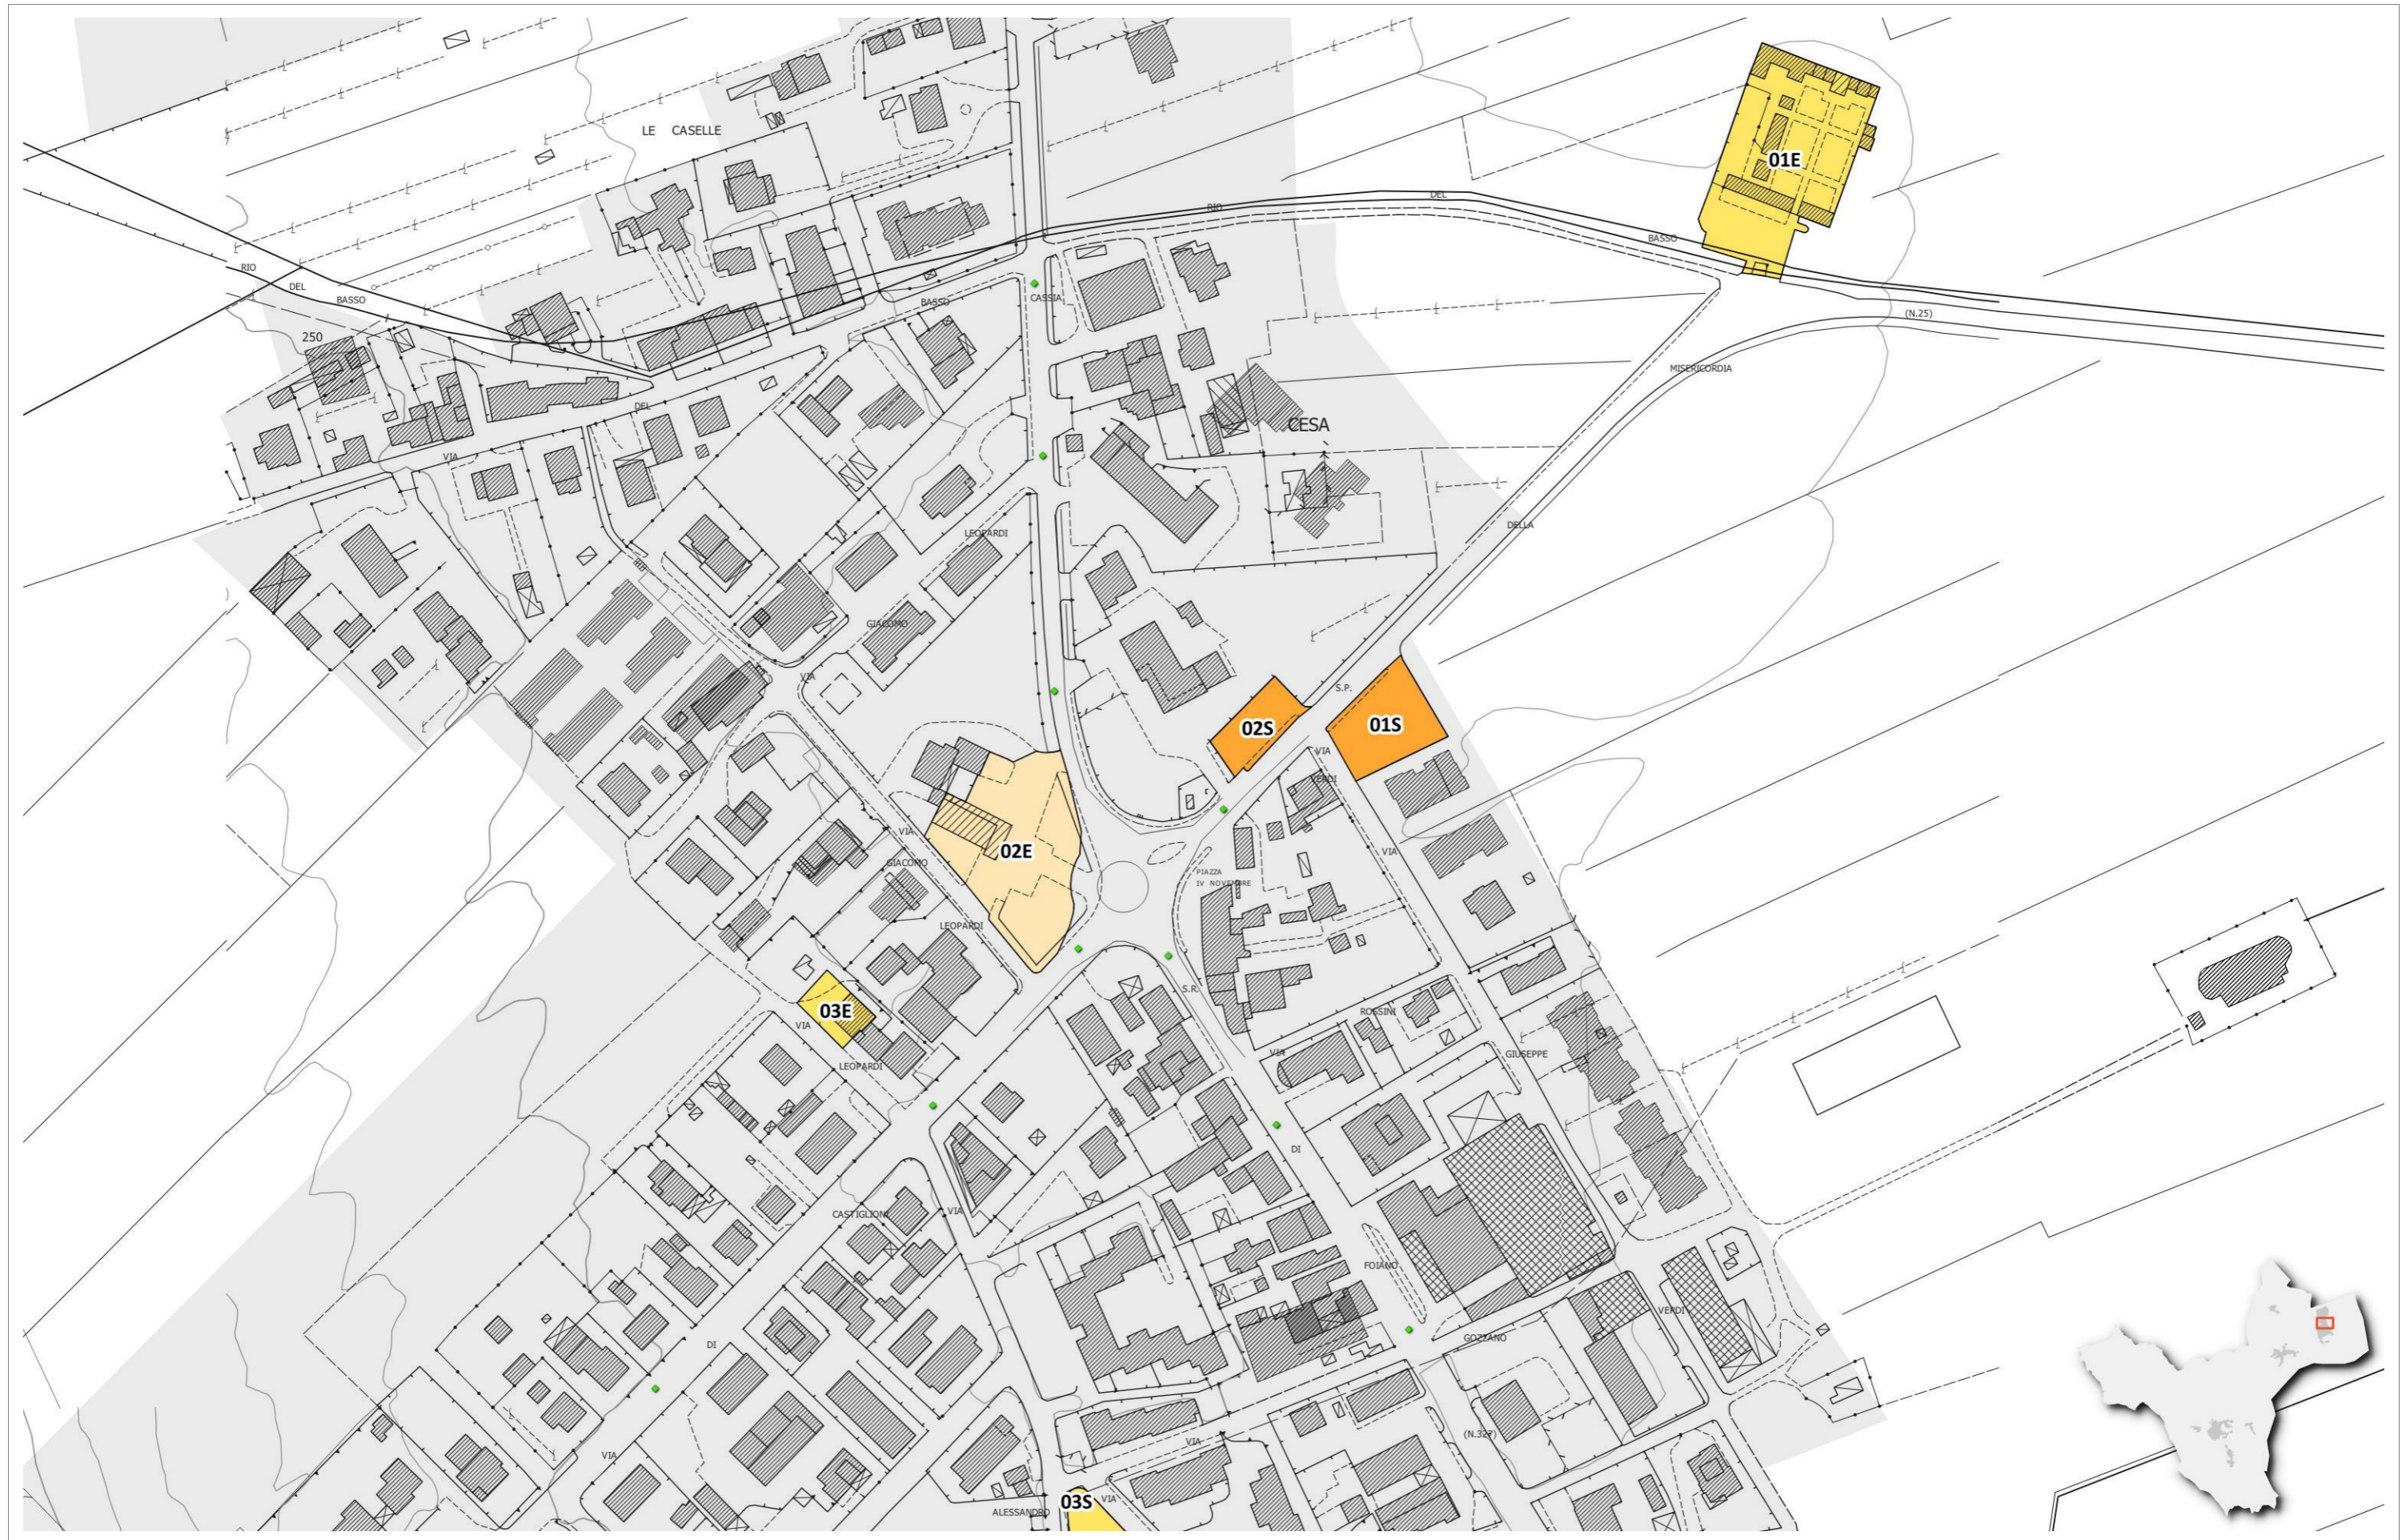 LE CASELLE
01E
RIO
DEL
BASSO
RIO
DEL
BASSO
CASSIA
BASSO
(N.25)
250
MISERICORDIA
DEL
CESA
VIA
DELLA
LEOPARDI
GIACOMO
VIA
S.P.
02S
01S
VIA
VERDI
VIA
02E
GIACOMO
VIA
PIAZZA
IV NOVEMBRE
LEOPARDI
S.R.
03E
VIA
ROSSINI
VIA
GIUSEPPE
LEOPARDI
DI
CASTIGLIONI
VIA
FOIANO
VERDI
GOZZANO
DI
VIA
(N.327)
VIA
03S
VIA
ALESSANDRO